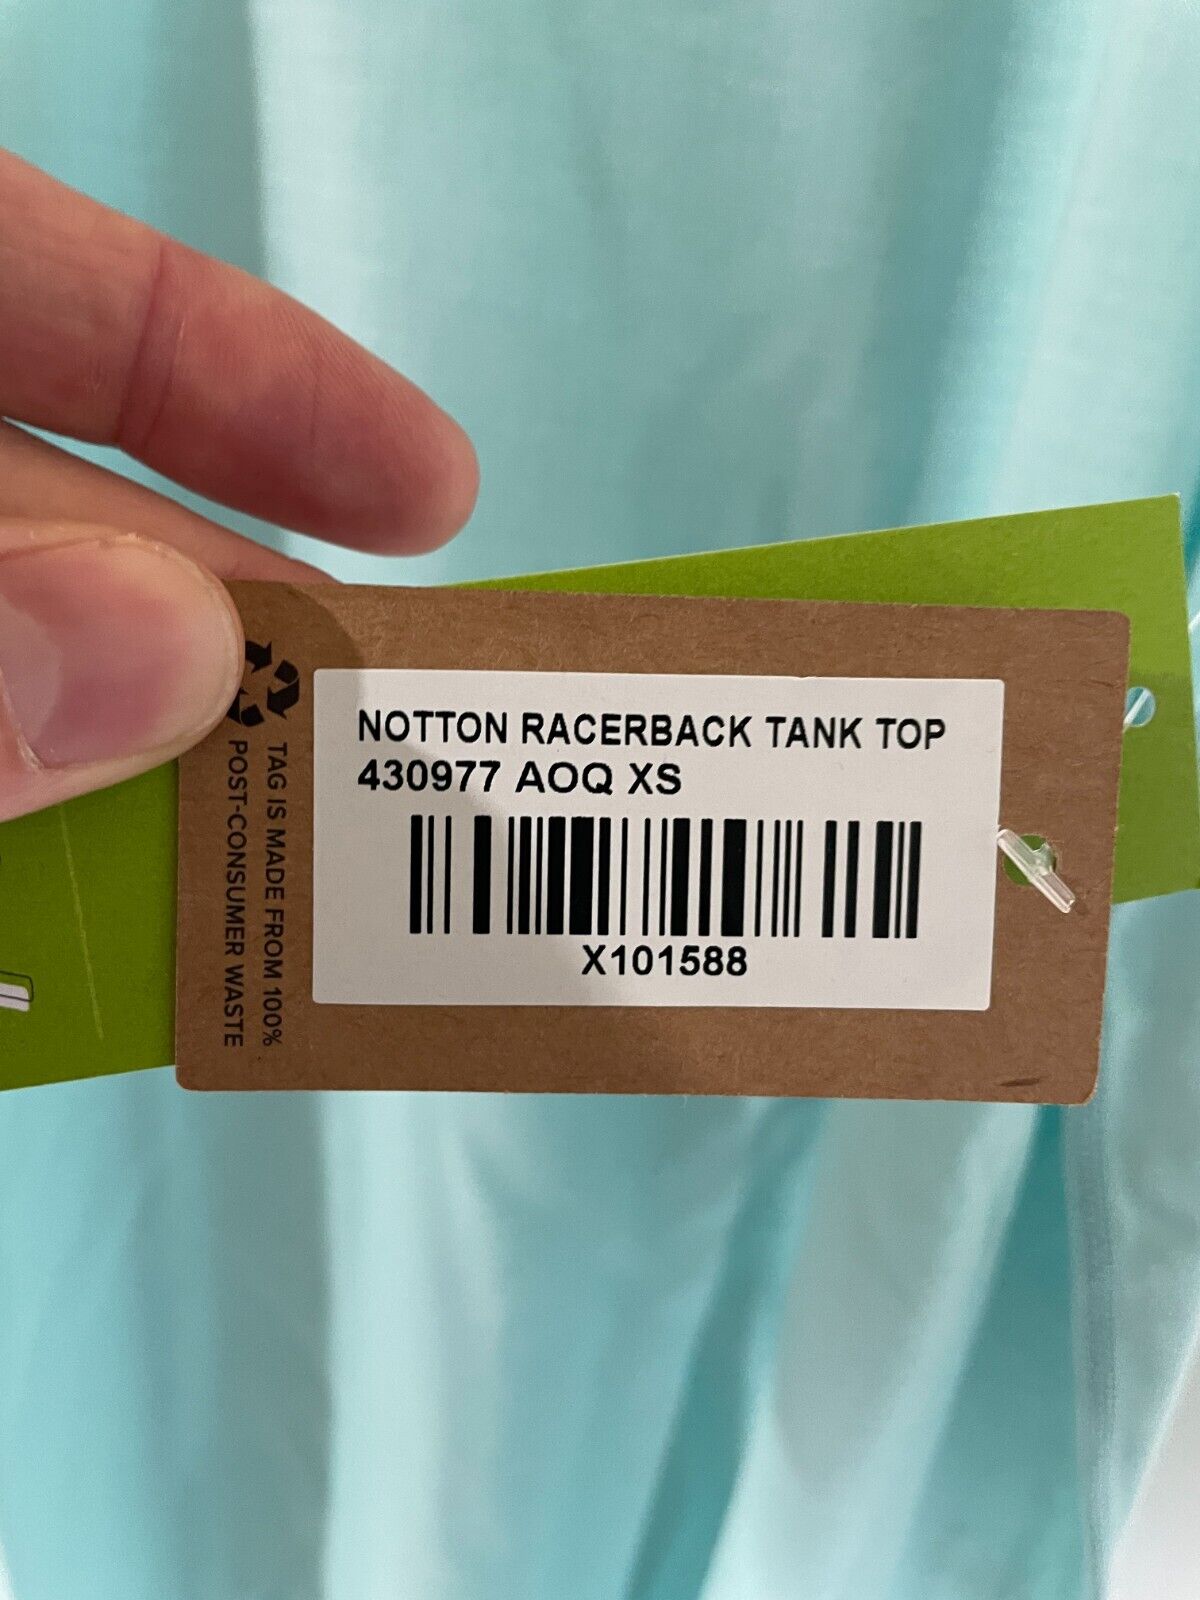 NOTTON RACERBACK TANK TOP
430977 AOQ XS
X101588
TAG IS MADE FROM 100%
POST-CONSUMER WASTE